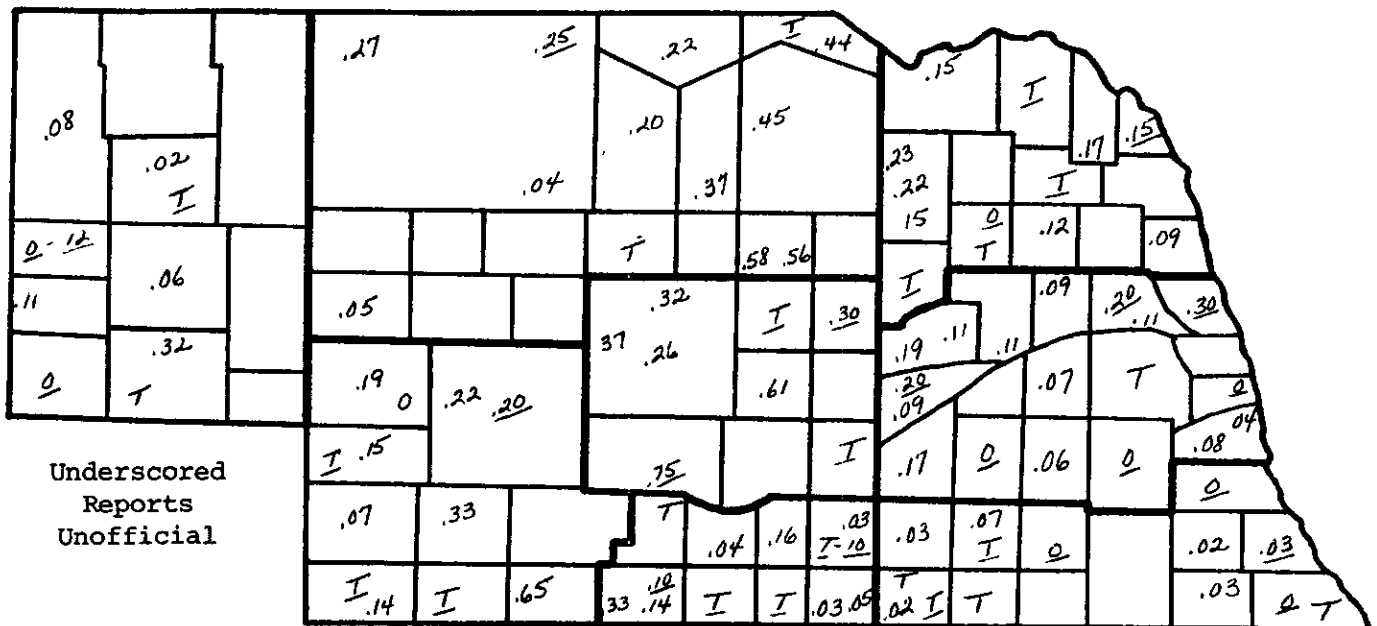 .27 .25 .22 T .44
.15
.08 .02 T .20 .45 T .17 .15
.04 .37 .23 .22 15 T
0-12 .06 T .58 .56 0 T .12 .09
.11 .05 .32 T .30 T .09 .20 .11 .30
.32 T 37 .26 .19 .11 .11
0 .19 0 .22 .20 .61 .20 .09 .07 T 0
T .15 .75 T .17 0 .06 0 .08 .04
Underscored
Reports
Unofficial
0
.07 .33 T .04 .16 .03 T-10 .03 .07 T 0 .02 .03
T .14 T .65 33 .10 .14 T T .03 .05 T .02 T T .03 0 T